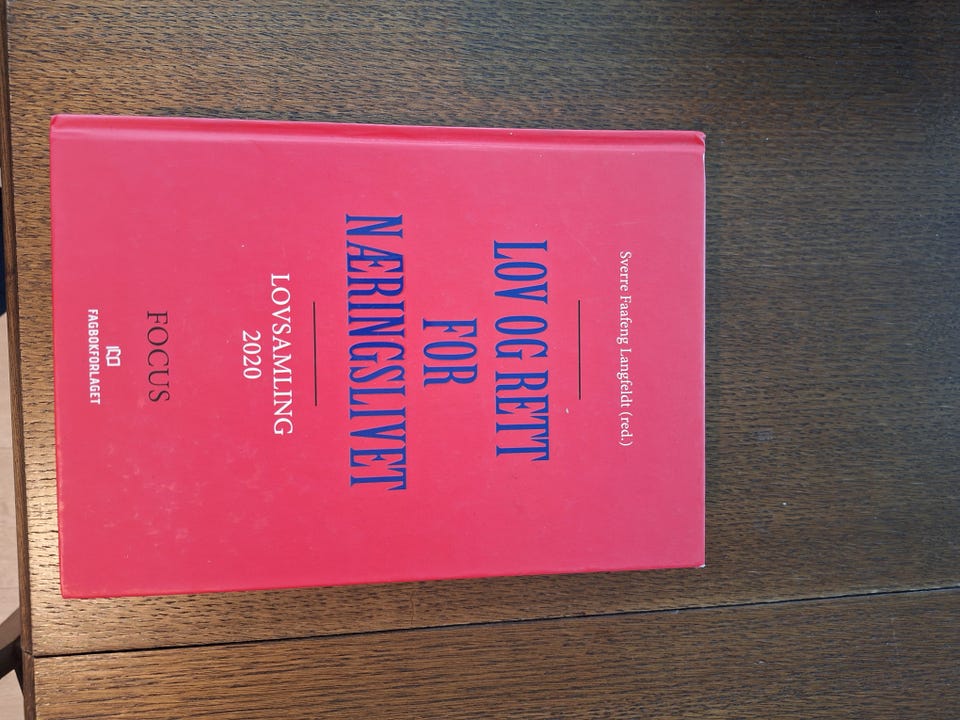 Sverre Faafeng Langfeldt (red.)
LOV OG RETT
FOR
NÆRINGSLIVET
LOVSAMLING
2020
FOCUS
FAGBOKFORLAGET